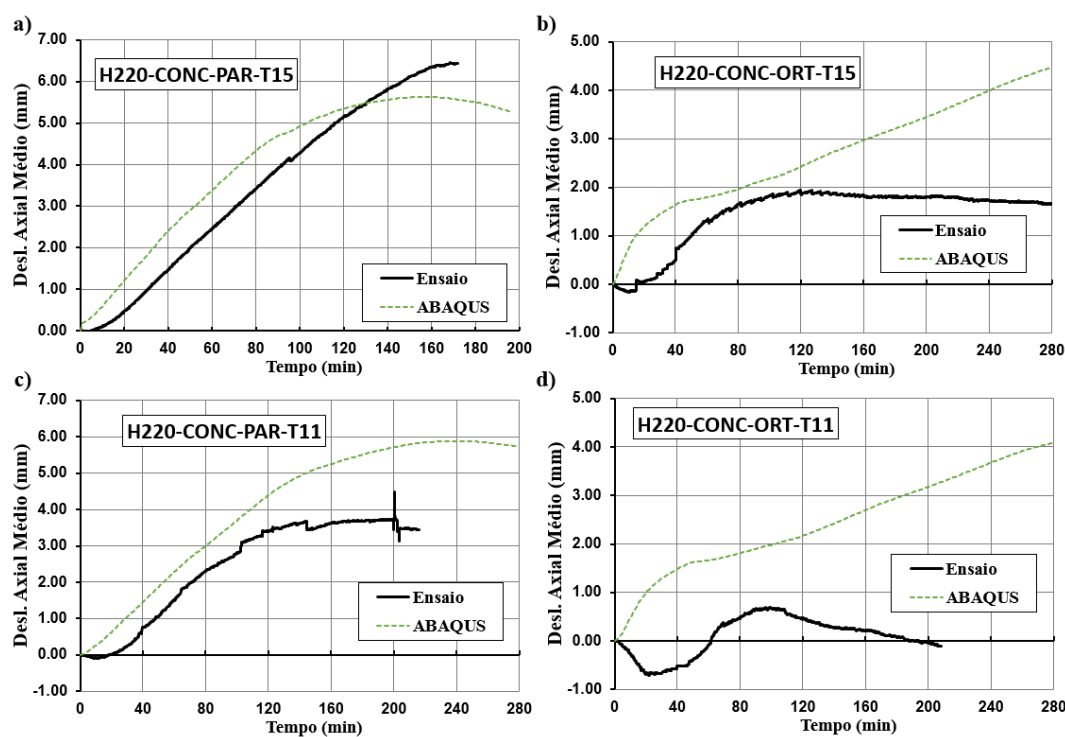 a)
H220-CONC-PAR-T15
Desl. Axial Médio (mm)
7.00
6.00
5.00
4.00
3.00
2.00
1.00
0.00
0 20 40 60 80 100 120 140 160 180 200
Tempo (min)
Ensaio
ABAQUS
b)
H220-CONC-ORT-T15
Desl. Axial Médio (mm)
5.00
4.00
3.00
2.00
1.00
0.00
-1.00
0 40 80 120 160 200 240 280
Tempo (min)
Ensaio
ABAQUS
c)
H220-CONC-PAR-T11
Desl. Axial Médio (mm)
7.00
6.00
5.00
4.00
3.00
2.00
1.00
0.00
-1.00
0 40 80 120 160 200 240 280
Tempo (min)
Ensaio
ABAQUS
d)
H220-CONC-ORT-T11
Desl. Axial Médio (mm)
5.00
4.00
3.00
2.00
1.00
0.00
-1.00
0 40 80 120 160 200 240 280
Tempo (min)
Ensaio
ABAQUS